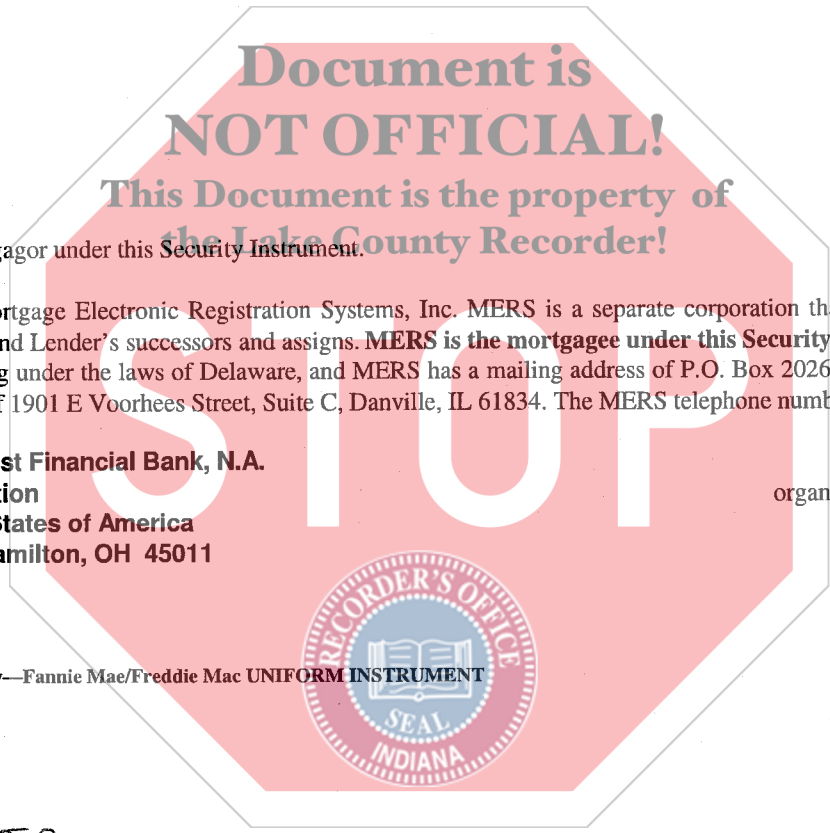 Document is
NOT OFFICIAL!
This Document is the property of
the Lake County Recorder!
gagor under this Security Instrument.
ortgage Electronic Registration Systems, Inc. MERS is a separate corporation th
nd Lender's successors and assigns. MERS is the mortgagee under this Security
g under the laws of Delaware, and MERS has a mailing address of P.O. Box 2026
f 1901 E Voorhees Street, Suite C, Danville, IL 61834. The MERS telephone numb
STOP
st Financial Bank, N.A.
tion organ
States of America
amilton, OH 45011
RECORDER'S OFFICE
y—Fannie Mae/Freddie Mac UNIFORM INSTRUMENT
SEAL
INDIANA